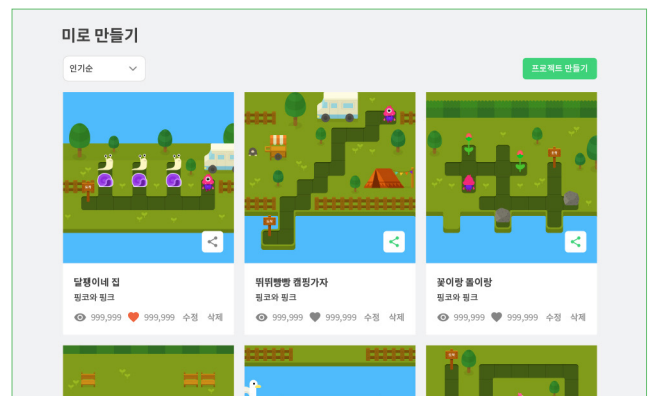 미로 만들기
인기순
프로젝트 만들기
달팽이네 집
핑코와 핑크
999,999 999,999 수정 삭제
뛰뛰빵빵 캠핑가자
핑코와 핑크
999,999 999,999 수정 삭제
꽃이랑 돌이랑
핑코와 핑크
999,999 999,999 수정 삭제